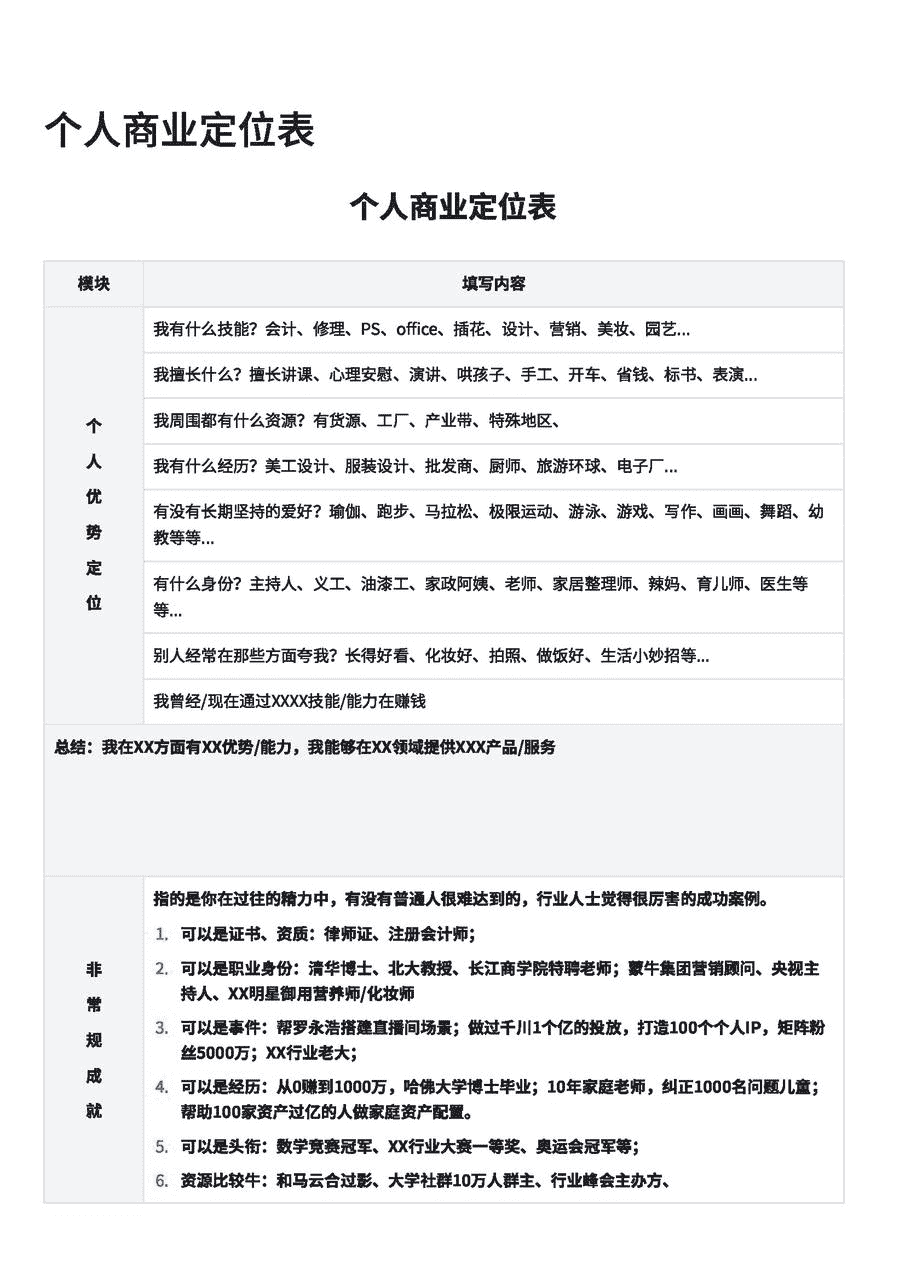 个人商业定位表
个人商业定位表
模块 填写内容
个人优势定位
我有什么技能？会计、修理、PS、office、插花、设计、营销、美妆、园艺...
我擅长什么？擅长讲课、心理安慰、演讲、哄孩子、手工、开车、省钱、标书、表演...
我周围都有什么资源？有货源、工厂、产业带、特殊地区、
我有什么经历？美工设计、服装设计、批发商、厨师、旅游环球、电子厂...
有没有长期坚持的爱好？瑜伽、跑步、马拉松、极限运动、游泳、游戏、写作、画画、舞蹈、幼
教等等...
有什么身份？主持人、义工、油漆工、家政阿姨、老师、家居整理师、辣妈、育儿师、医生等
等...
别人经常在那些方面夸我？长得好看、化妆好、拍照、做饭好、生活小妙招等...
我曾经/现在通过XXXX技能/能力在赚钱
总结：我在XX方面有XX优势/能力，我能够在XX领域提供XXX产品/服务
非常规成就
指的是你在过往的精力中，有没有普通人很难达到的，行业人士觉得很厉害的成功案例。
1. 可以是证书、资质：律师证、注册会计师；
2. 可以是职业身份：清华博士、北大教授、长江商学院特聘老师；蒙牛集团营销顾问、央视主
持人、XX明星御用营养师/化妆师
3. 可以是事件：帮罗永浩搭建直播间场景；做过千川1个亿的投放，打造100个个人IP，矩阵粉
丝5000万；XX行业老大；
4. 可以是经历：从0赚到1000万，哈佛大学博士毕业；10年家庭老师，纠正1000名问题儿童；
帮助100家资产过亿的人做家庭资产配置。
5. 可以是头衔：数学竞赛冠军、XX行业大赛一等奖、奥运会冠军等；
6. 资源比较牛：和马云合过影、大学社群10万人群主、行业峰会主办方、